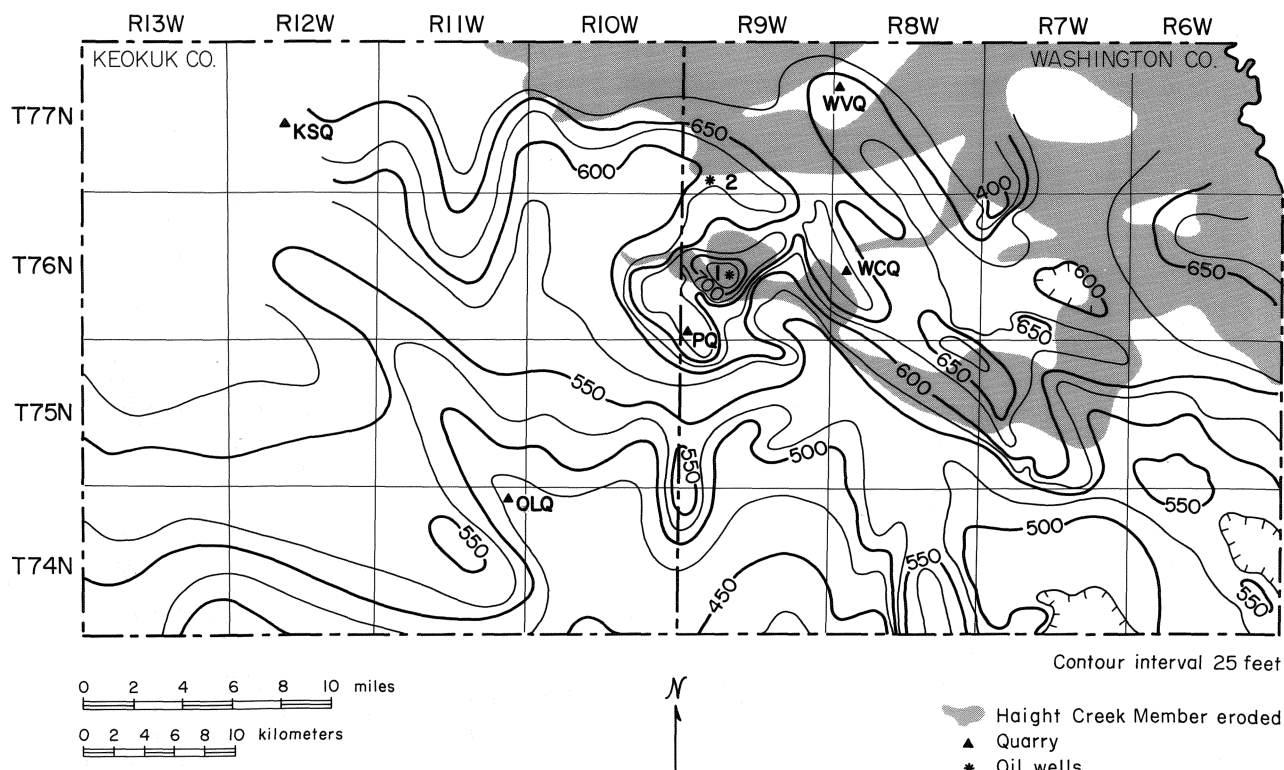 R13W R12W R11W R10W R9W R8W R7W R6W
KEOKUK CO. WASHINGTON CO.
T77N
KSQ
WVQ
650
600
2
400
T76N
1
700
WCQ
650
600
PQ
650
650
600
550
T75N
500
550
OLQ
550
500
550
T74N
550
450
550
Contour interval 25 feet
0 2 4 6 8 10 miles
0 2 4 6 8 10 kilometers
N
Haight Creek Member eroded
Quarry
Oil wells